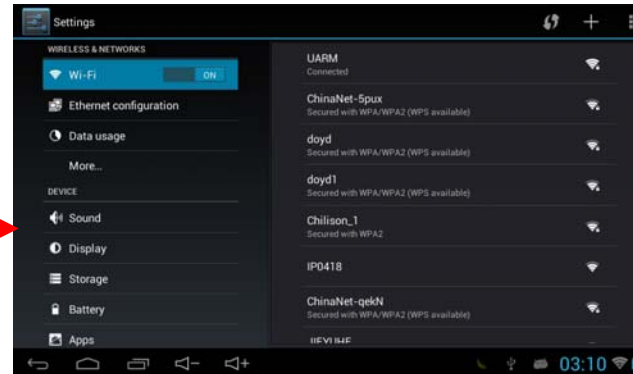 Settings
WIRELESS & NETWORKS
Wi-Fi
ON
Ethernet configuration
Data usage
More...
DEVICE
Sound
Display
Storage
Battery
Apps
UARM
Connected
ChinaNet-5pux
Secured with WPA/WPA2 (WPS available)
doyd
Secured with WPA/WPA2 (WPS available)
doyd1
Secured with WPA/WPA2 (WPS available)
Chilison_1
Secured with WPA2
IP0418
ChinaNet-qekN
Secured with WPA/WPA2 (WPS available)
03:10